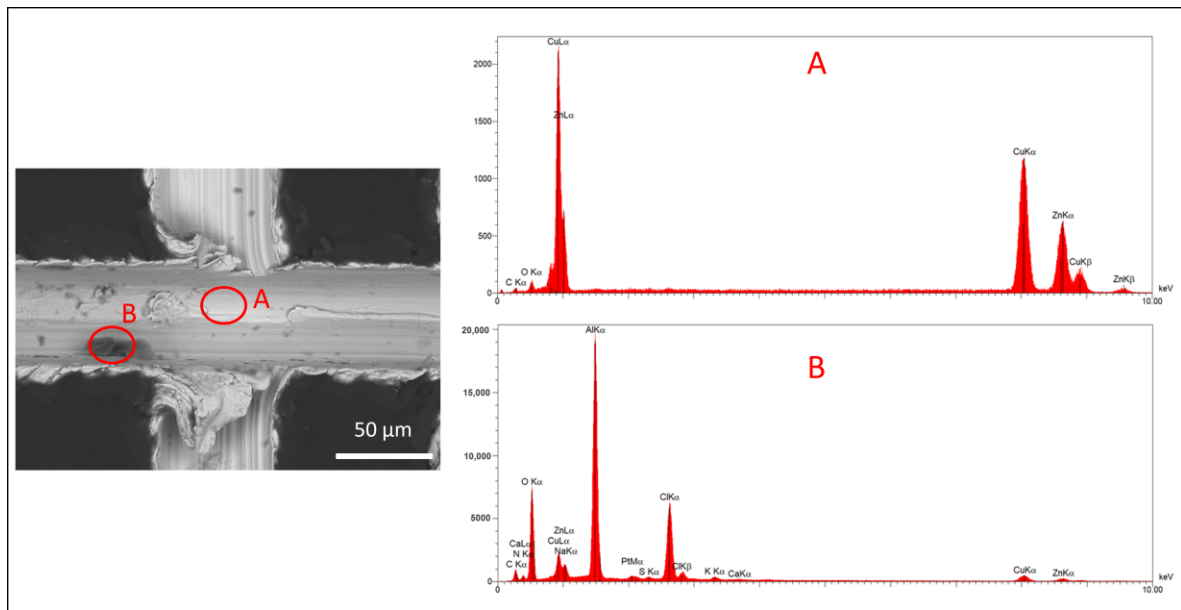 A
B
50 µm
A
2000
1500
1000
500
0
CuLα
ZnLα
O Kα
C Kα
CuKα
ZnKα
CuKβ
ZnKβ
keV
10.00
0
B
20,000
15,000
10,000
5000
0
AlKα
O Kα
CaLα
N Kα
C Kα
ZnLα
CuLα
NaKα
PtMα
S Kα
ClKα
ClKβ
K Kα
CaKα
CuKα
ZnKα
keV
0
10.00